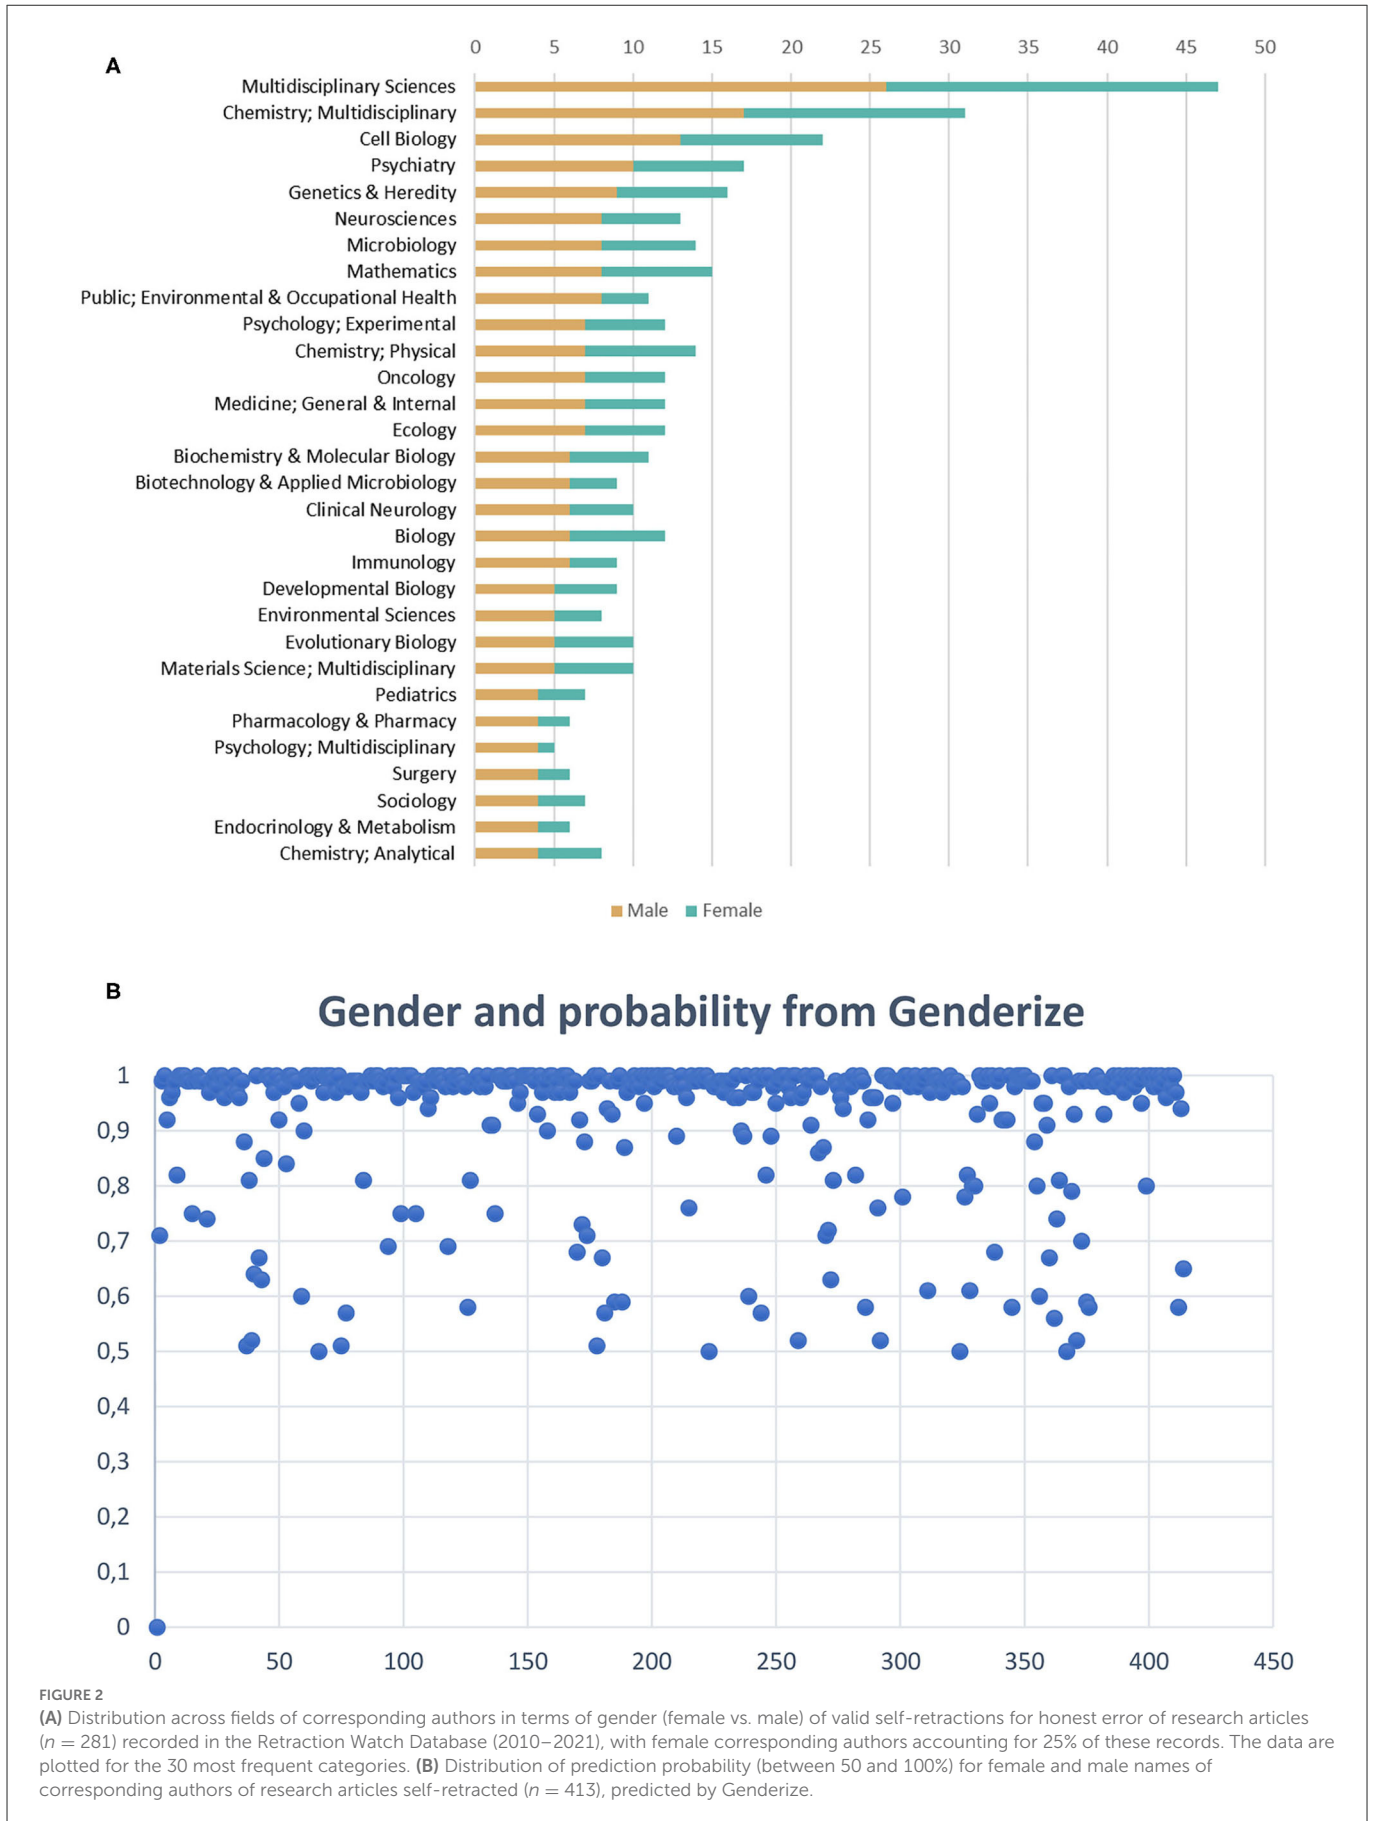 A
0 5 10 15 20 25 30 35 40 45 50
Multidisciplinary Sciences
Chemistry; Multidisciplinary
Cell Biology
Psychiatry
Genetics & Heredity
Neurosciences
Microbiology
Mathematics
Public; Environmental & Occupational Health
Psychology; Experimental
Chemistry; Physical
Oncology
Medicine; General & Internal
Ecology
Biochemistry & Molecular Biology
Biotechnology & Applied Microbiology
Clinical Neurology
Biology
Immunology
Developmental Biology
Environmental Sciences
Evolutionary Biology
Materials Science; Multidisciplinary
Pediatrics
Pharmacology & Pharmacy
Psychology; Multidisciplinary
Surgery
Sociology
Endocrinology & Metabolism
Chemistry; Analytical
Male Female
B
Gender and probability from Genderize
1
0,9
0,8
0,7
0,6
0,5
0,4
0,3
0,2
0,1
0
0 50 100 150 200 250 300 350 400 450
FIGURE 2
(A) Distribution across fields of corresponding authors in terms of gender (female vs. male) of valid self-retractions for honest error of research articles
(n = 281) recorded in the Retraction Watch Database (2010–2021), with female corresponding authors accounting for 25% of these records. The data are
plotted for the 30 most frequent categories. (B) Distribution of prediction probability (between 50 and 100%) for female and male names of
corresponding authors of research articles self-retracted (n = 413), predicted by Genderize.